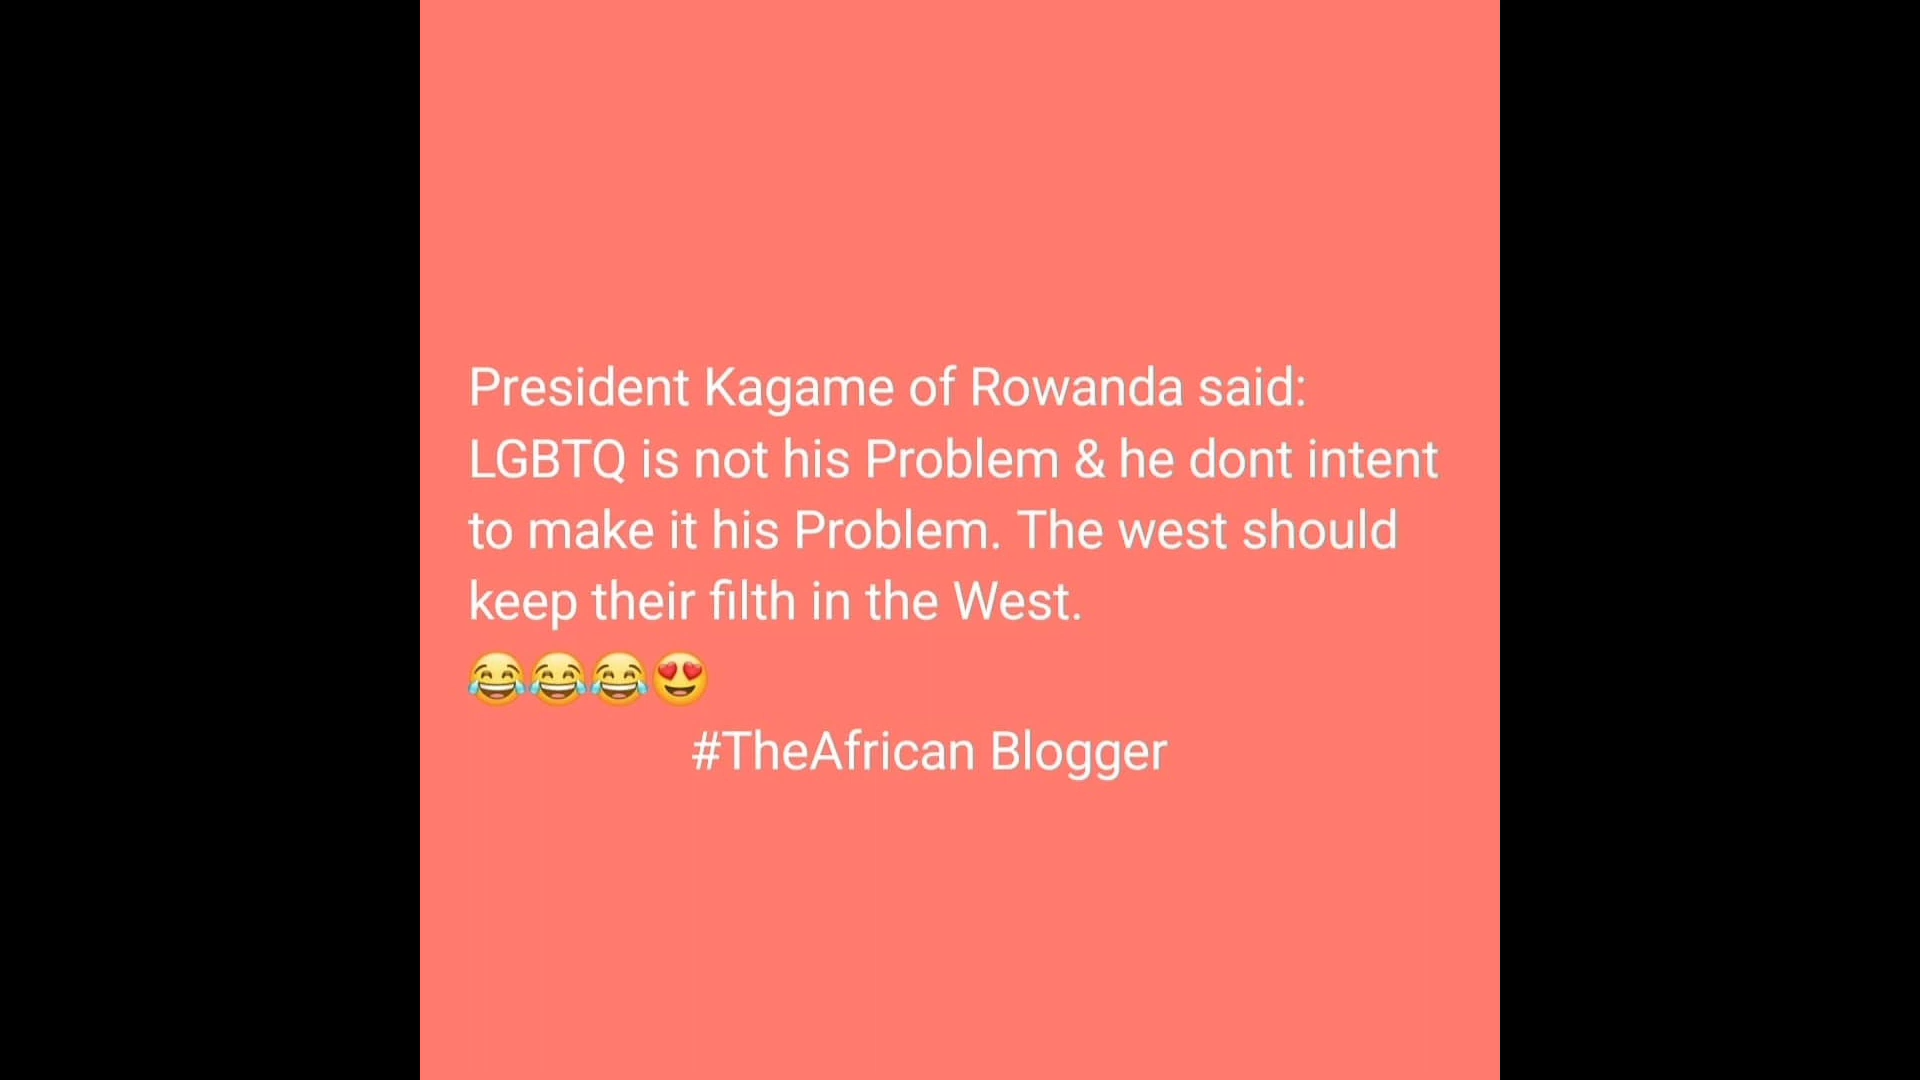 President Kagame of Rowanda said:
LGBTQ is not his Problem & he dont intent
to make it his Problem. The west should
keep their filth in the West.
😂😂😂😍
#TheAfrican Blogger